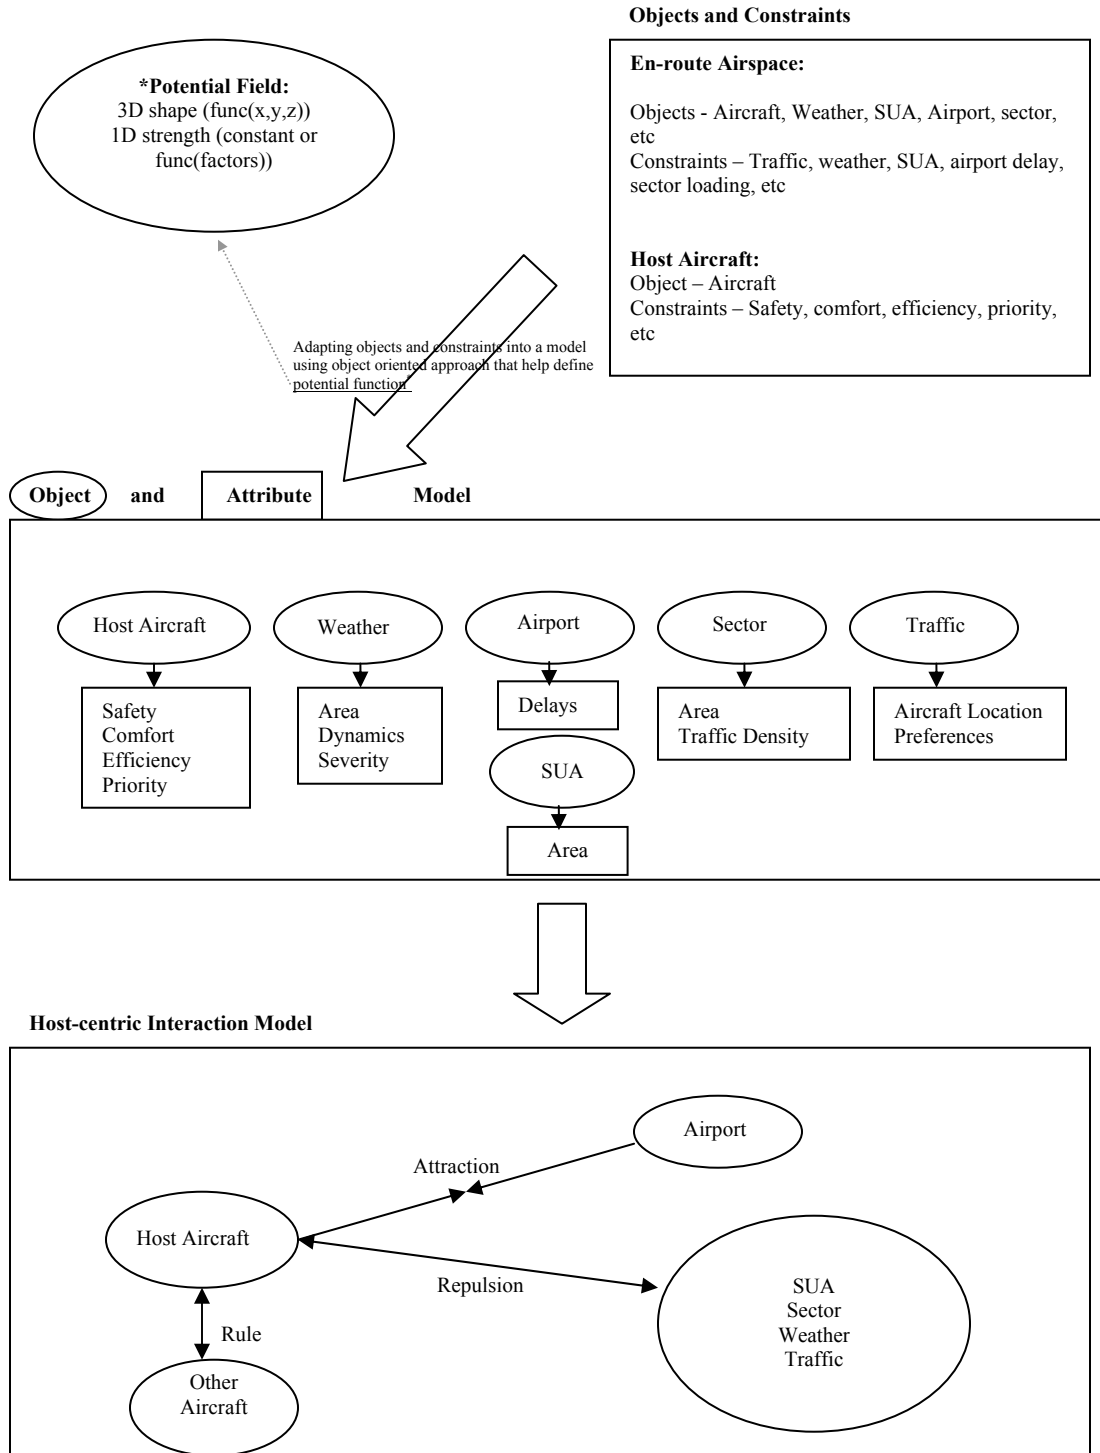 Objects and Constraints
*Potential Field:
3D shape (func(x,y,z))
1D strength (constant or
func(factors))
En-route Airspace:
Objects - Aircraft, Weather, SUA, Airport, sector,
etc
Constraints – Traffic, weather, SUA, airport delay,
sector loading, etc
Host Aircraft:
Object – Aircraft
Constraints – Safety, comfort, efficiency, priority,
etc
Adapting objects and constraints into a model
using object oriented approach that help define
potential function*
Object and Attribute Model
Host Aircraft
Safety
Comfort
Efficiency
Priority
Weather
Area
Dynamics
Severity
Airport
Delays
SUA
Area
Sector
Area
Traffic Density
Traffic
Aircraft Location
Preferences
Host-centric Interaction Model
Airport
Attraction
Host Aircraft
Repulsion
SUA
Sector
Weather
Traffic
Rule
Other
Aircraft